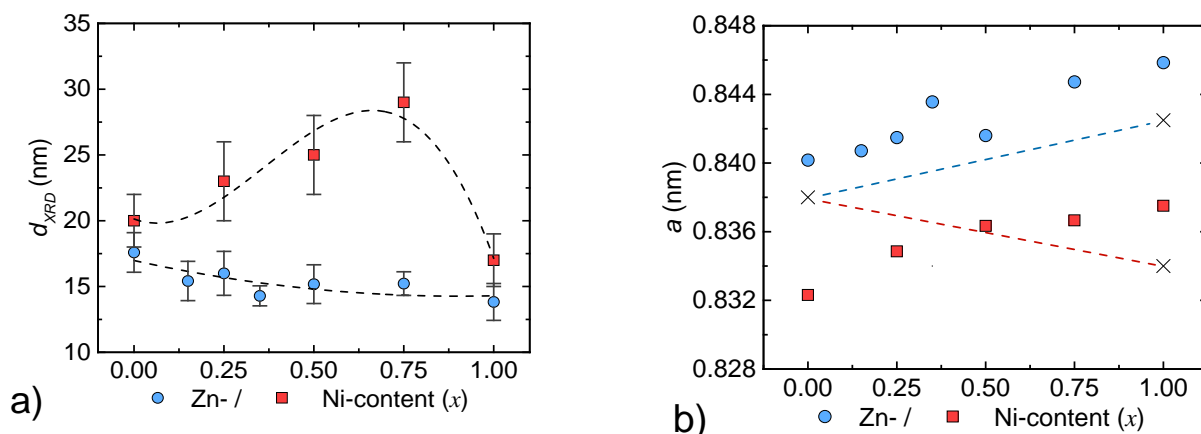 35
30
25
20
15
10
d_XRD (nm)
0.00 0.25 0.50 0.75 1.00
Zn- / Ni-content (x)
a)
0.848
0.844
0.840
0.836
0.832
0.828
a (nm)
0.00 0.25 0.50 0.75 1.00
Zn- / Ni-content (x)
b)